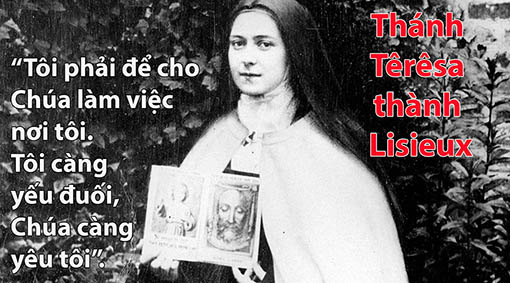 “Tôi phải để cho
Chúa làm việc
nơi tôi.
Tôi càng
yếu đuối,
Chúa càng
yêu tôi”.
Thánh
Têrêsa
thành
Lisieux